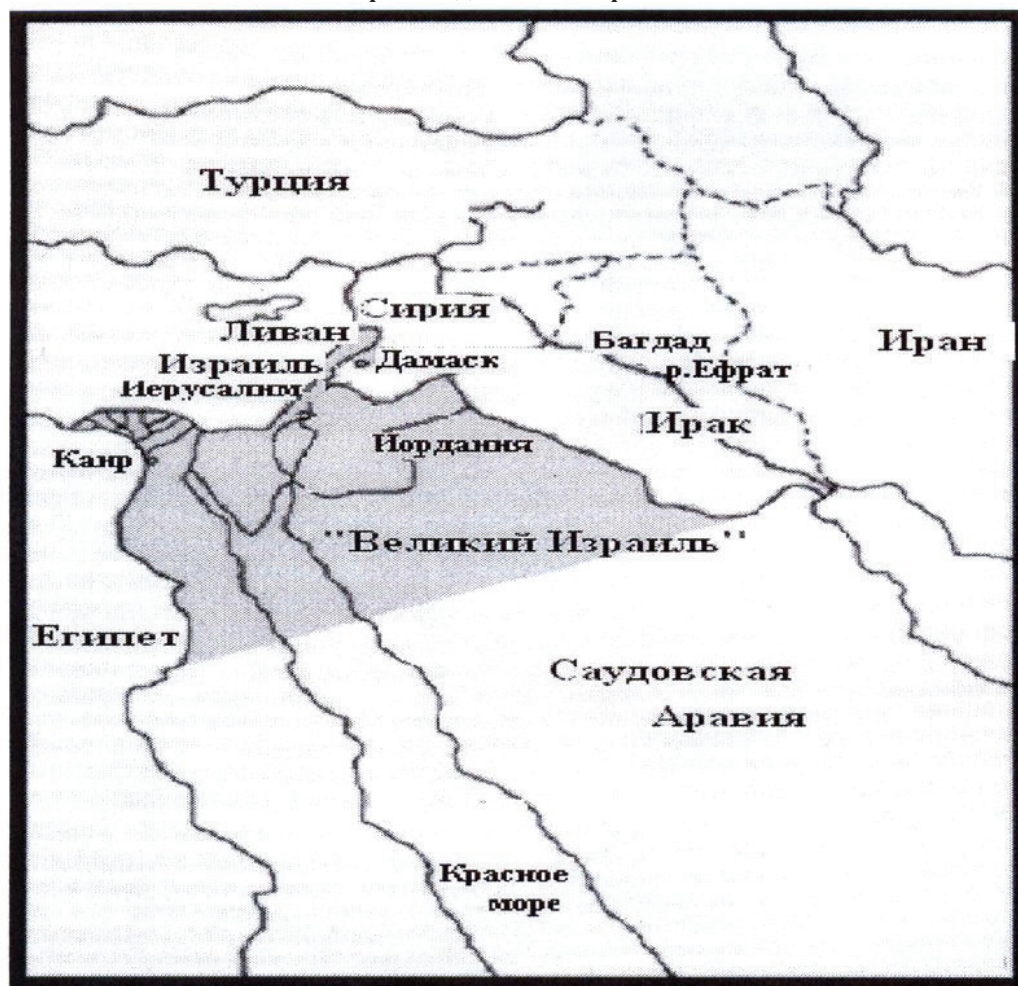 Турция
Сирия
Ливан
Багдад
Иран
Израиль
Дамаск
Иерусалим
р.Ефрат
Ирак
Иордания
Каир
"Великий Израиль"
Египет
Саудовская
Аравия
Красное
море